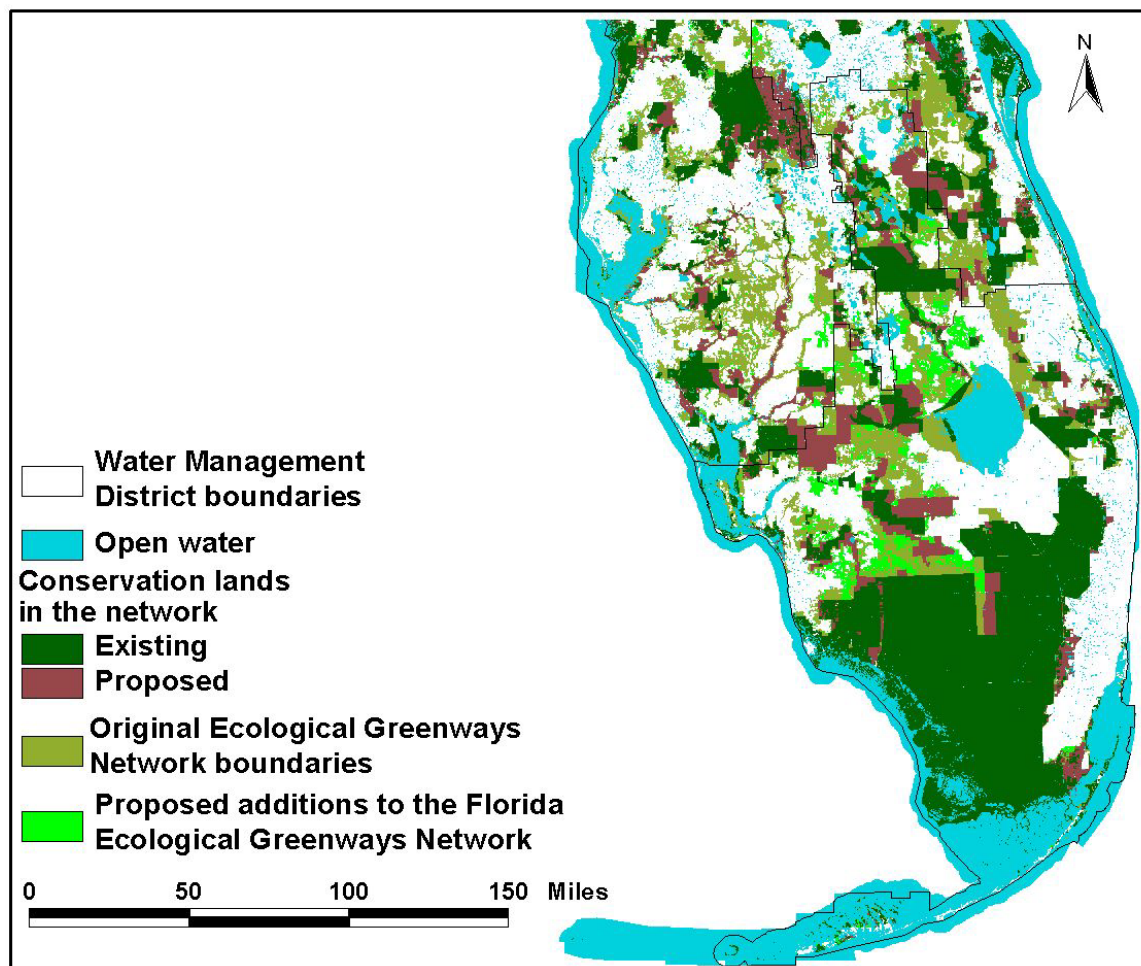 N
Water Management
District boundaries
Open water
Conservation lands
in the network
Existing
Proposed
Original Ecological Greenways
Network boundaries
Proposed additions to the Florida
Ecological Greenways Network
0 50 100 150 Miles